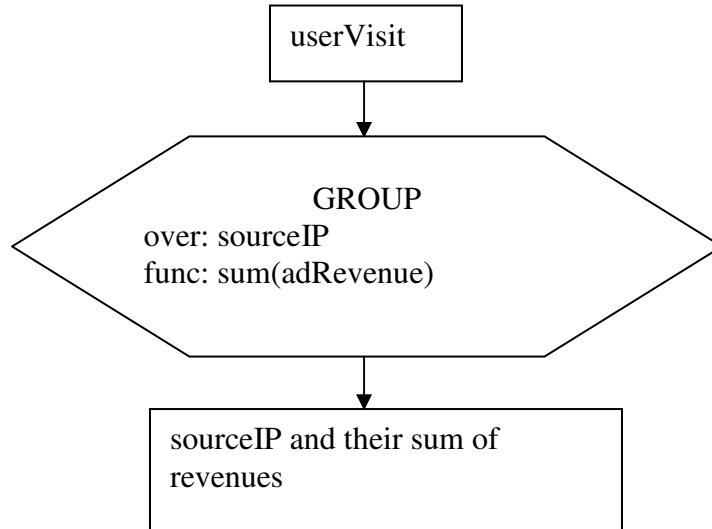 userVisit
GROUP
over: sourceIP
func: sum(adRevenue)
sourceIP and their sum of
revenues